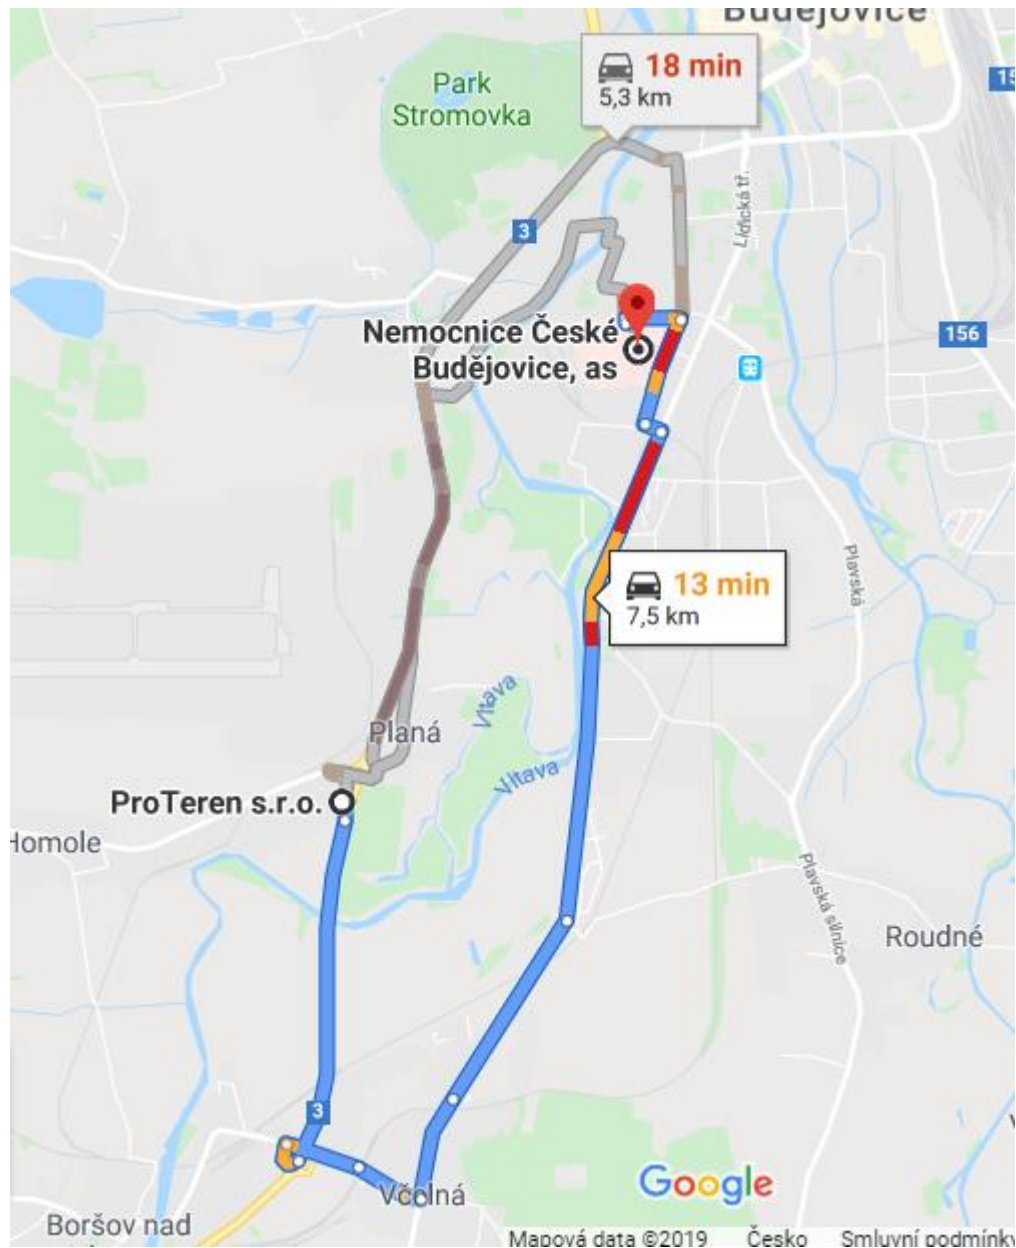 Budějovice
18 min
5,3 km
Park
Stromovka
15
3
Lidická tř.
Nemocnice České
Budějovice, as
156
13 min
7,5 km
Plavská
Planá
Vltava
Vltava
ProTeren s.r.o.
Homole
Plavská silnice
Roudné
3
Včelná
Google
Boršov nad
Mapová data ©2019 Česko Smluvní podmínky